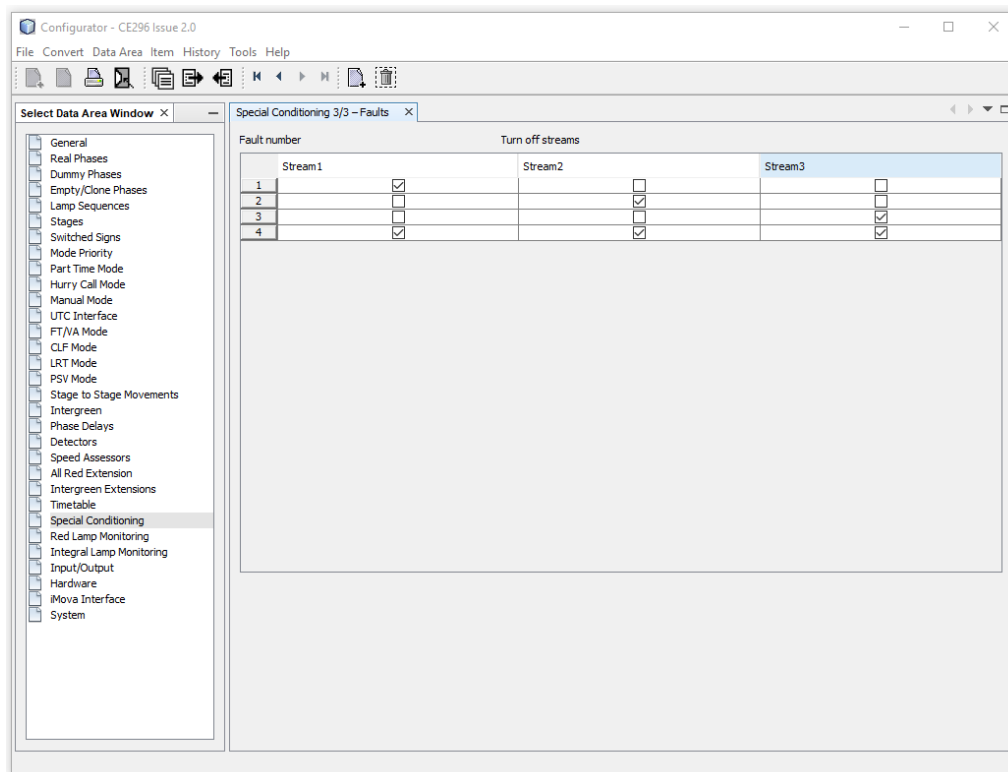 Configurator - CE296 Issue 2.0
File Convert Data Area Item History Tools Help
Select Data Area Window
General
Real Phases
Dummy Phases
Empty/Clone Phases
Lamp Sequences
Stages
Switched Signs
Mode Priority
Part Time Mode
Hurry Call Mode
Manual Mode
UTC Interface
FT/VA Mode
CLF Mode
LRT Mode
PSV Mode
Stage to Stage Movements
Intergreen
Phase Delays
Detectors
Speed Assessors
All Red Extension
Intergreen Extensions
Timetable
Special Conditioning
Red Lamp Monitoring
Integral Lamp Monitoring
Input/Output
Hardware
iMova Interface
System
Special Conditioning 3/3 – Faults
Fault number Turn off streams
Stream1 Stream2 Stream3
1
2
3
4